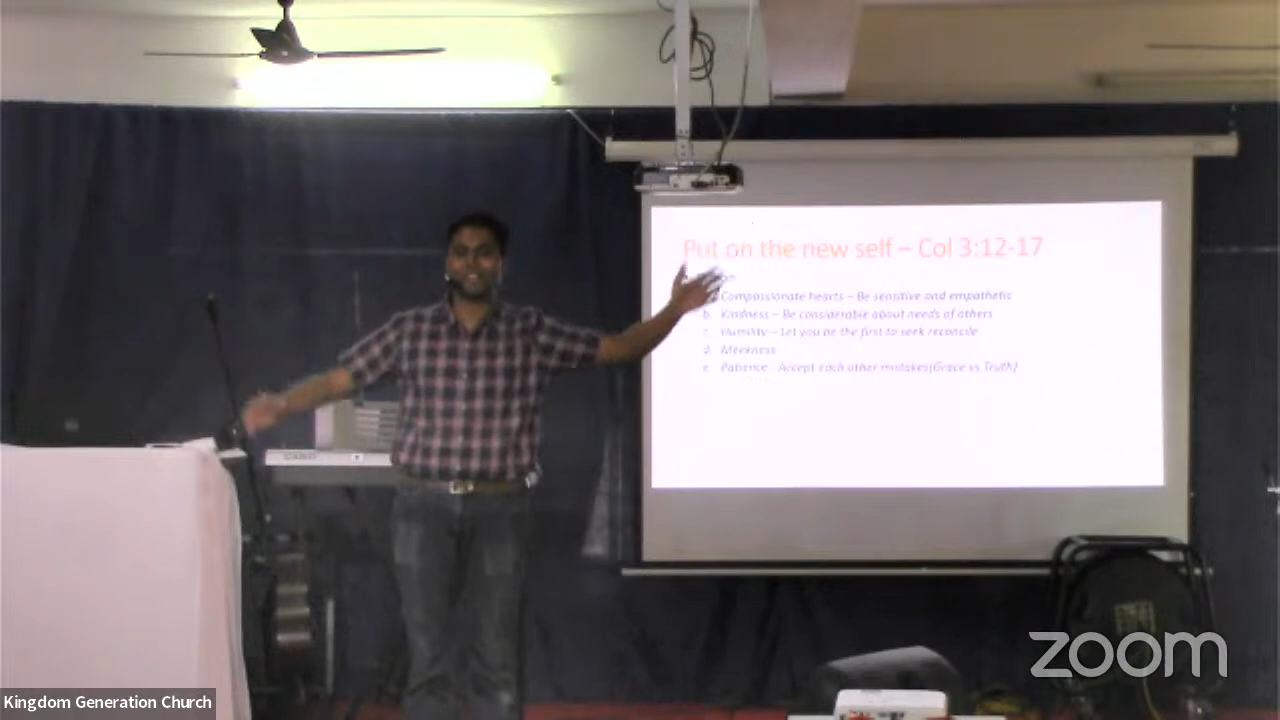 Put on the new self – Col 3:12-17
Compassionate hearts – Be sensitive and empathetic
b. Kindness – Be considerable about needs of others
c. Humility – Let you be the first to seek reconcile
d. Meekness
e. Patience - Accept each other mistakes(Grace vs Truth)
CASIO
zoom
Kingdom Generation Church